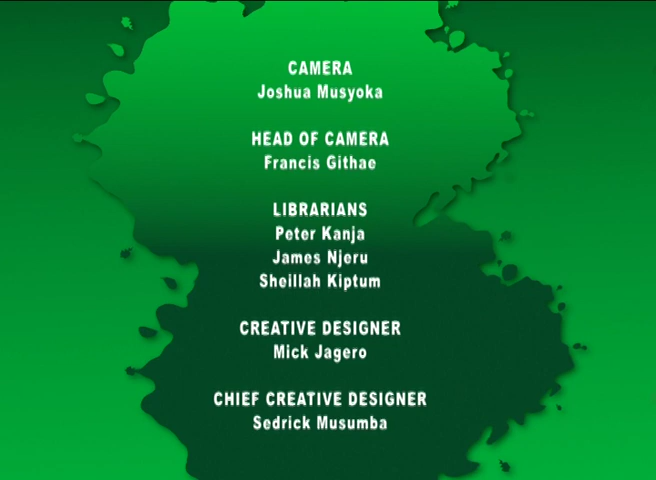 CAMERA
Joshua Musyoka
HEAD OF CAMERA
Francis Githae
LIBRARIANS
Peter Kanja
James Njeru
Sheillah Kiptum
CREATIVE DESIGNER
Mick Jagero
CHIEF CREATIVE DESIGNER
Sedrick Musumba